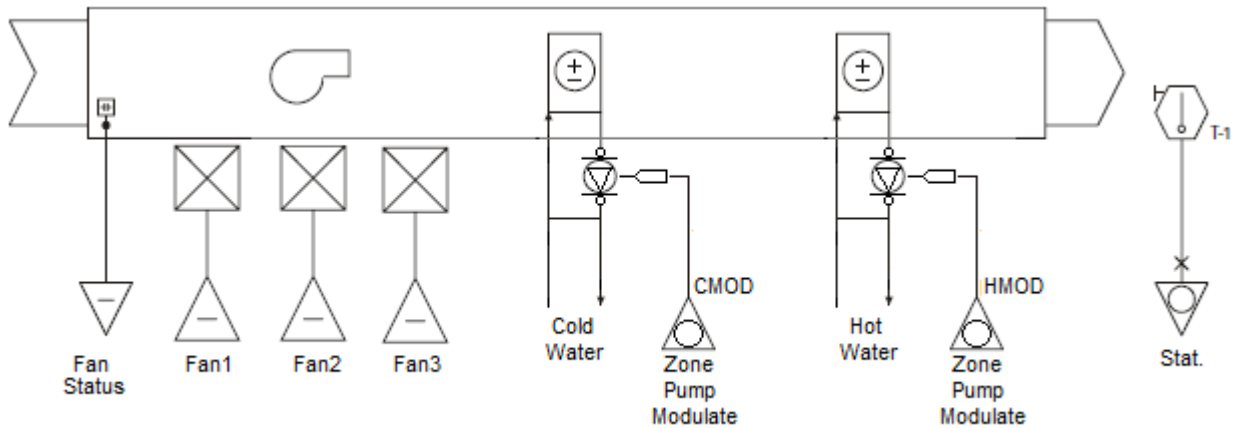 T-1
CMOD
HMOD
Fan
Status
Fan1
Fan2
Fan3
Cold
Water
Zone
Pump
Modulate
Hot
Water
Zone
Pump
Modulate
Stat.